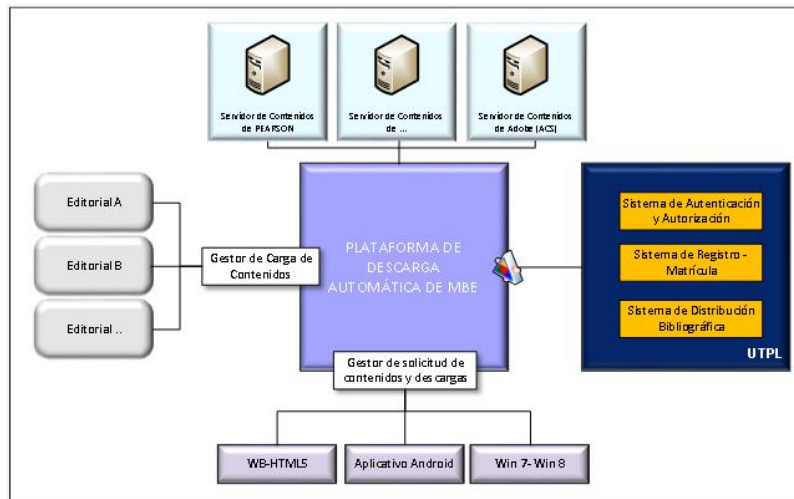 Servidor de Contenidos
de PEARSON
Servidor de Contenidos
de ...
Servidor de Contenidos
de Adobe (ACS)
Editorial A
Editorial B
Editorial ..
Gestor de Carga de
Contenidos
PLATAFORMA DE
DESCARGA
AUTOMÁTICA DE MBE
Sistema de Autenticación
y Autorización
Sistema de Registro -
Matrícula
Sistema de Distribución
Bibliográfica
UTPL
Gestor de solicitud de
contenidos y descargas
WB-HTML5
Aplicativo Android
Win 7- Win 8